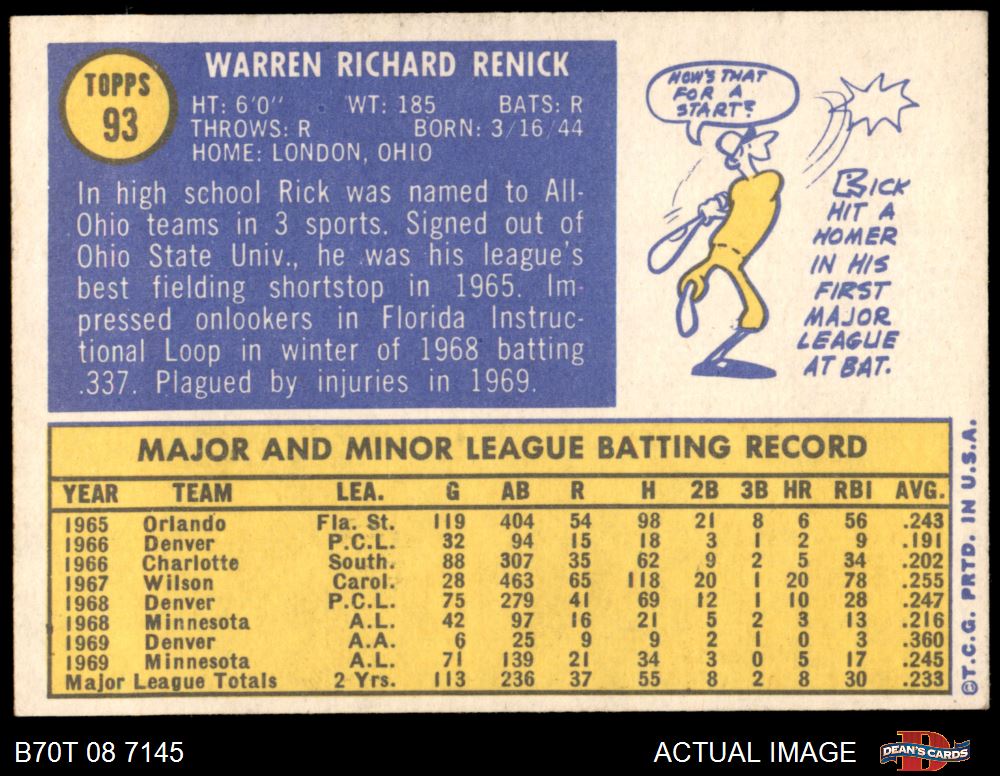 TOPPS
93
WARREN RICHARD RENICK
HT: 6'0" WT: 185 BATS: R
THROWS: R BORN: 3/16/44
HOME: LONDON, OHIO
In high school Rick was named to All-
Ohio teams in 3 sports. Signed out of
Ohio State Univ., he was his league's
best fielding shortstop in 1965. Im-
pressed onlookers in Florida Instruc-
tional Loop in winter of 1968 batting
.337. Plagued by injuries in 1969.
HOW'S THAT
FOR A
START?
RICK
HIT A
HOMER
IN HIS
FIRST
MAJOR
LEAGUE
AT BAT.
MAJOR AND MINOR LEAGUE BATTING RECORD
YEAR TEAM LEA. G AB R H 2B 3B HR RBI AVG.
1965 Orlando Fla. St. 119 404 54 98 21 8 6 56 .243
1966 Denver P.C.L. 32 94 15 18 3 1 2 9 .191
1966 Charlotte South. 88 307 35 62 9 2 5 34 .202
1967 Wilson Carol. 28 463 65 118 20 1 20 78 .255
1968 Denver P.C.L. 75 279 41 69 12 1 10 28 .247
1968 Minnesota A.L. 42 97 16 21 5 2 3 13 .216
1969 Denver A.A. 6 25 9 9 2 1 0 3 .360
1969 Minnesota A.L. 71 139 21 34 3 0 5 17 .245
Major League Totals 2 Yrs. 113 236 37 55 8 2 8 30 .233
©T.C.G. PRTD. IN U.S.A.
B70T 08 7145
ACTUAL IMAGE
DEAN'S CARDS